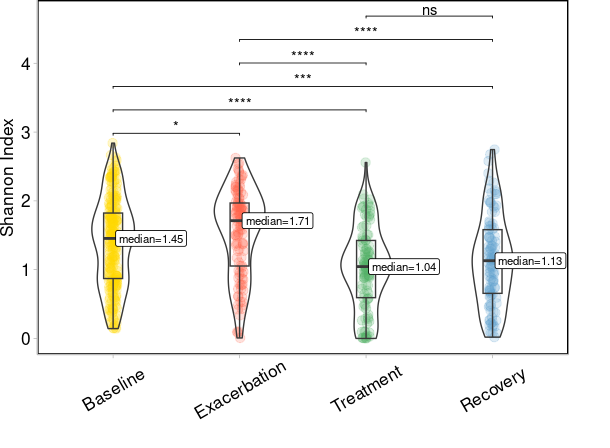 ns
****
****
***
****
*
4
3
2
1
0
Shannon Index
median=1.45
median=1.71
median=1.04
median=1.13
Baseline
Exacerbation
Treatment
Recovery